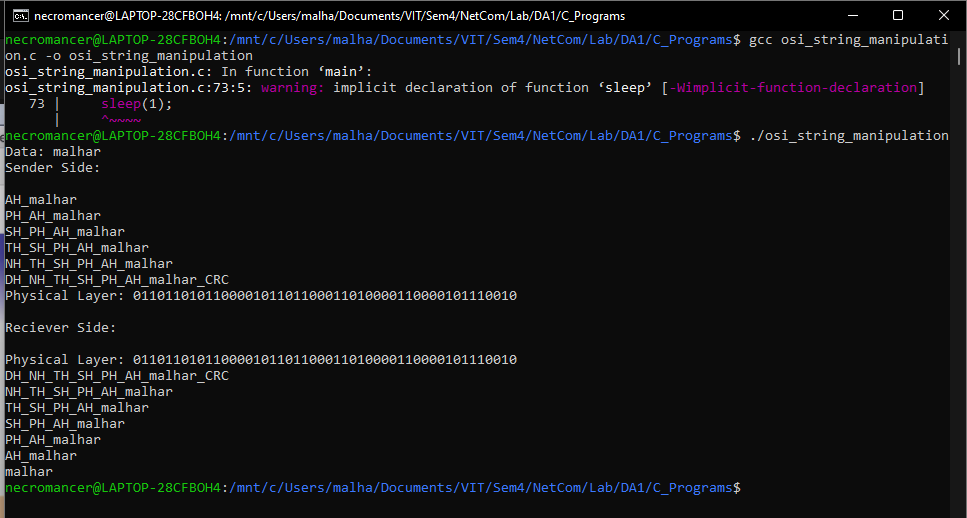 necromancer@LAPTOP-28CFBOH4: /mnt/c/Users/malha/Documents/VIT/Sem4/NetCom/Lab/DA1/C_Programs
necromancer@LAPTOP-28CFBOH4:/mnt/c/Users/malha/Documents/VIT/Sem4/NetCom/Lab/DA1/C_Programs$ gcc osi_string_manipulati
on.c -o osi_string_manipulation
osi_string_manipulation.c: In function ‘main’:
osi_string_manipulation.c:73:5: warning: implicit declaration of function ‘sleep’ [-Wimplicit-function-declaration]
   73 |     sleep(1);
      |     ^~~~~
necromancer@LAPTOP-28CFBOH4:/mnt/c/Users/malha/Documents/VIT/Sem4/NetCom/Lab/DA1/C_Programs$ ./osi_string_manipulation
Data: malhar
Sender Side:

AH_malhar
PH_AH_malhar
SH_PH_AH_malhar
TH_SH_PH_AH_malhar
NH_TH_SH_PH_AH_malhar
DH_NH_TH_SH_PH_AH_malhar_CRC
Physical Layer: 011011010110000101101100011010000110000101110010

Reciever Side:

Physical Layer: 011011010110000101101100011010000110000101110010
DH_NH_TH_SH_PH_AH_malhar_CRC
NH_TH_SH_PH_AH_malhar
TH_SH_PH_AH_malhar
SH_PH_AH_malhar
PH_AH_malhar
AH_malhar
malhar
necromancer@LAPTOP-28CFBOH4:/mnt/c/Users/malha/Documents/VIT/Sem4/NetCom/Lab/DA1/C_Programs$